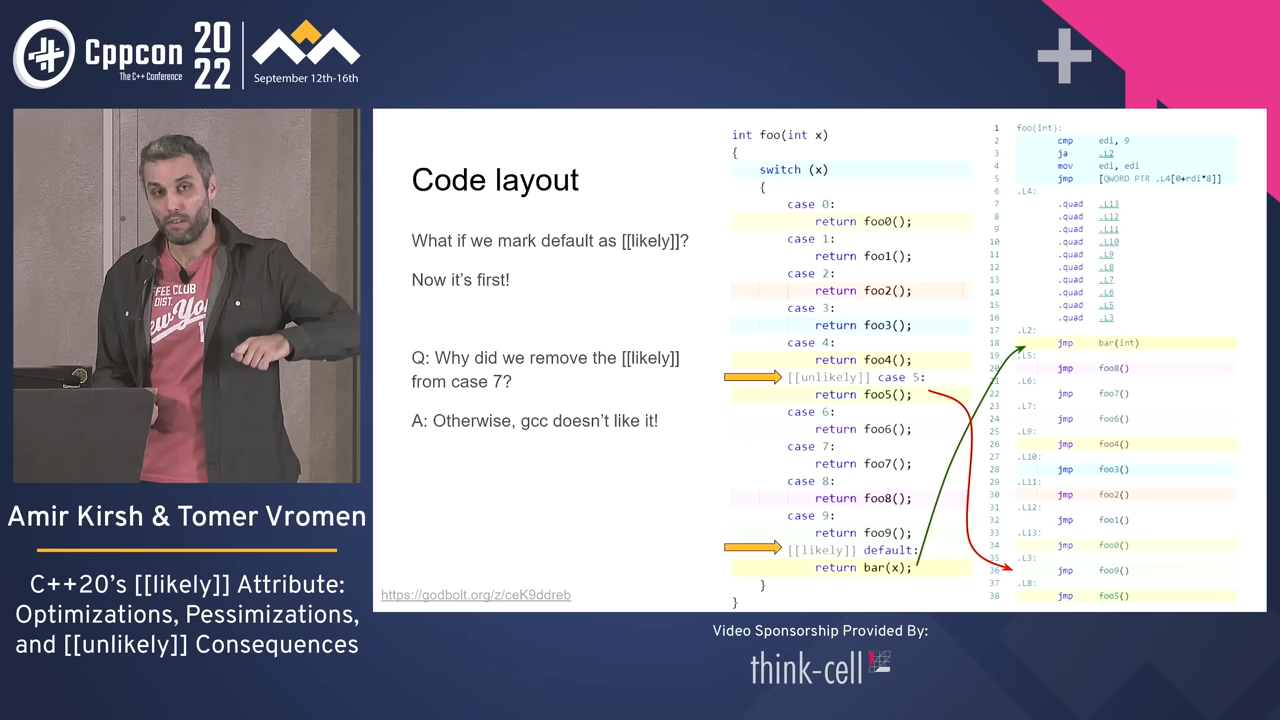 Cppcon
The C++ Conference
20
22
September 12th-16th
FEE CLUB
DIST.
New York
Amir Kirsh & Tomer Vromen
C++20's [[likely]] Attribute:
Optimizations, Pessimizations,
and [[unlikely]] Consequences
Code layout
What if we mark default as [[likely]]?
Now it's first!
Q: Why did we remove the [[likely]]
from case 7?
A: Otherwise, gcc doesn't like it!
https://godbolt.org/z/ceK9ddreb
int foo(int x)
{
switch (x)
{
case 0:
return foo0();
case 1:
return foo1();
case 2:
return foo2();
case 3:
return foo3();
case 4:
return foo4();
[[unlikely]] case 5:
return foo5();
case 6:
return foo6();
case 7:
return foo7();
case 8:
return foo8();
case 9:
return foo9();
[[likely]] default:
return bar(x);
}
}
1 foo(int):
2 cmp edi, 9
3 ja .L2
4 mov edi, edi
5 jmp [QWORD PTR .L4[0+rdi*8]]
6 .L4:
7 .quad .L13
8 .quad .L12
9 .quad .L11
10 .quad .L10
11 .quad .L9
12 .quad .L8
13 .quad .L7
14 .quad .L6
15 .quad .L5
16 .quad .L3
17 .L2:
18 jmp bar(int)
19 .L5:
20 jmp foo8()
21 .L6:
22 jmp foo7()
23 .L7:
24 jmp foo6()
25 .L9:
26 jmp foo4()
27 .L10:
28 jmp foo3()
29 .L11:
30 jmp foo2()
31 .L12:
32 jmp foo1()
33 .L13:
34 jmp foo0()
35 .L3:
36 jmp foo9()
37 .L8:
38 jmp foo5()
Video Sponsorship Provided By:
think-cell